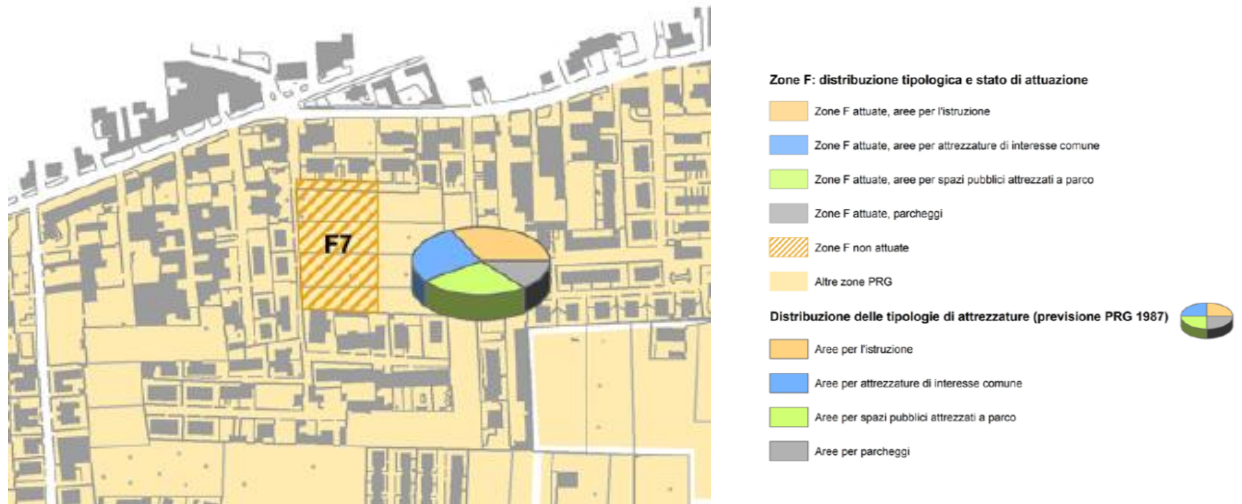 F7
Zone F: distribuzione tipologica e stato di attuazione
Zone F attuate, aree per l'istruzione
Zone F attuate, aree per attrezzature di interesse comune
Zone F attuate, aree per spazi pubblici attrezzati a parco
Zone F attuate, parcheggi
Zone F non attuate
Altre zone PRG
Distribuzione delle tipologie di attrezzature (previsione PRG 1987)
Aree per l'istruzione
Aree per attrezzature di interesse comune
Aree per spazi pubblici attrezzati a parco
Aree per parcheggi